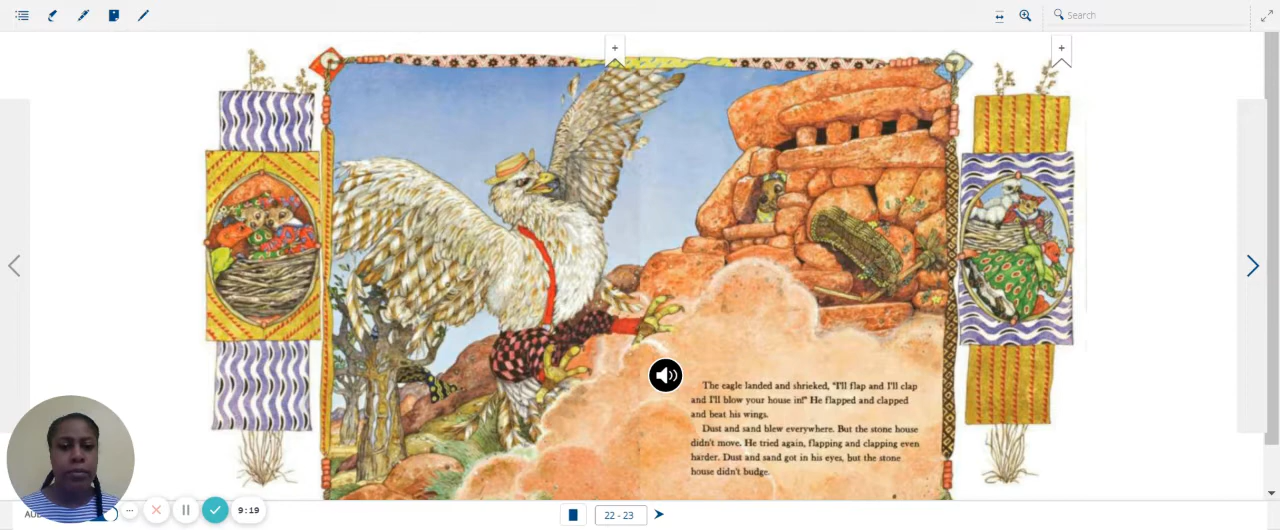 Search
+
+
The eagle landed and shrieked, "I'll flap and I'll clap
and I'll blow your house in!" He flapped and clapped
and beat his wings.
Dust and sand blew everywhere. But the stone house
didn't move. He tried again, flapping and clapping even
harder. Dust and sand got in his eyes, but the stone
house didn't budge.
9:19
22 - 23